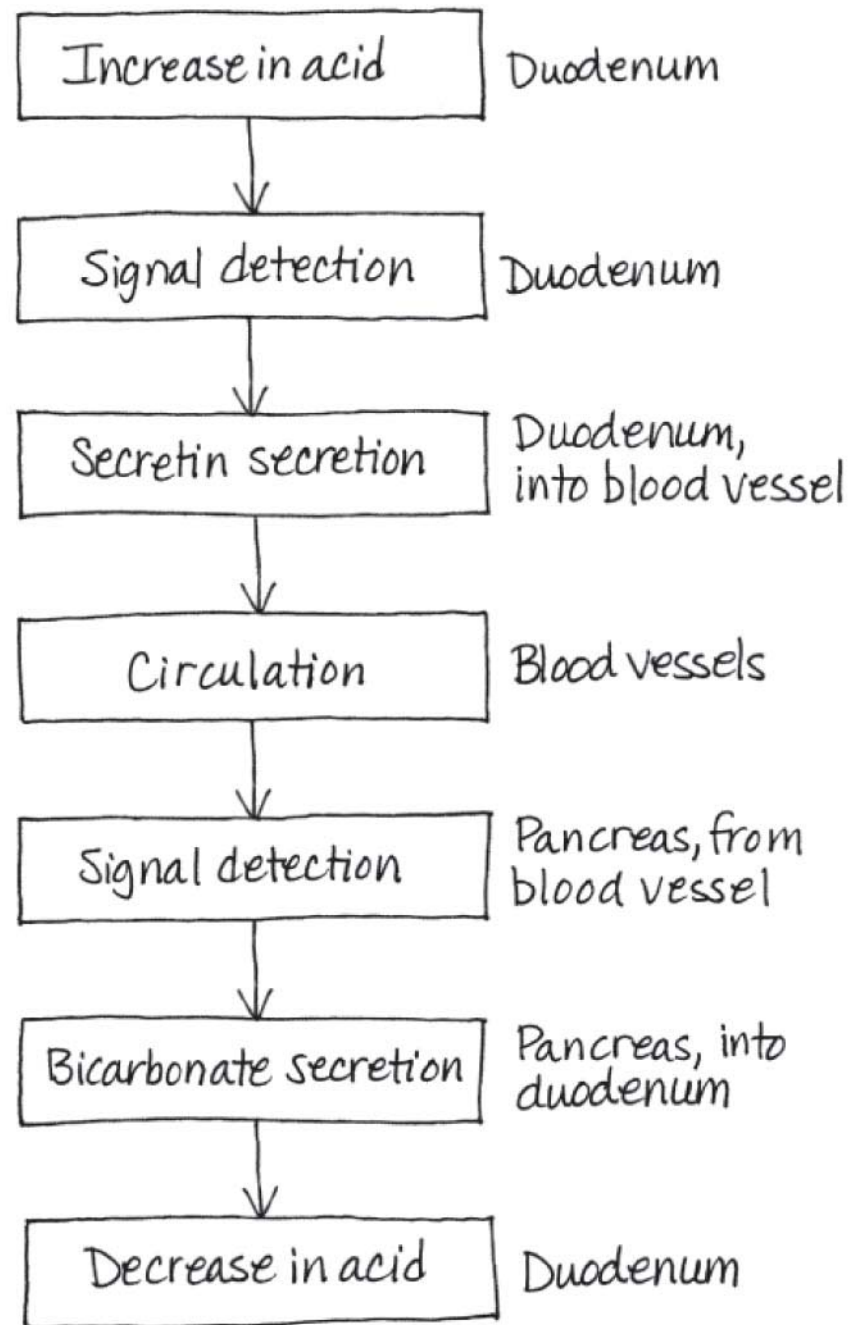 Increase in acid
Duodenum
Signal detection
Duodenum
Secretin secretion
Duodenum,
into blood vessel
Circulation
Blood vessels
Signal detection
Pancreas, from
blood vessel
Bicarbonate secretion
Pancreas, into
duodenum
Decrease in acid
Duodenum